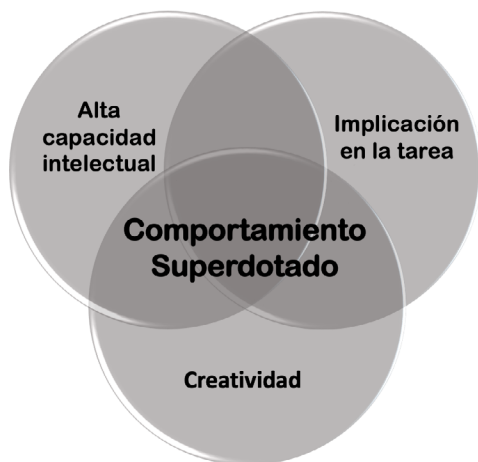 Alta
capacidad
intelectual
Implicación
en la tarea
Comportamiento
Superdotado
Creatividad